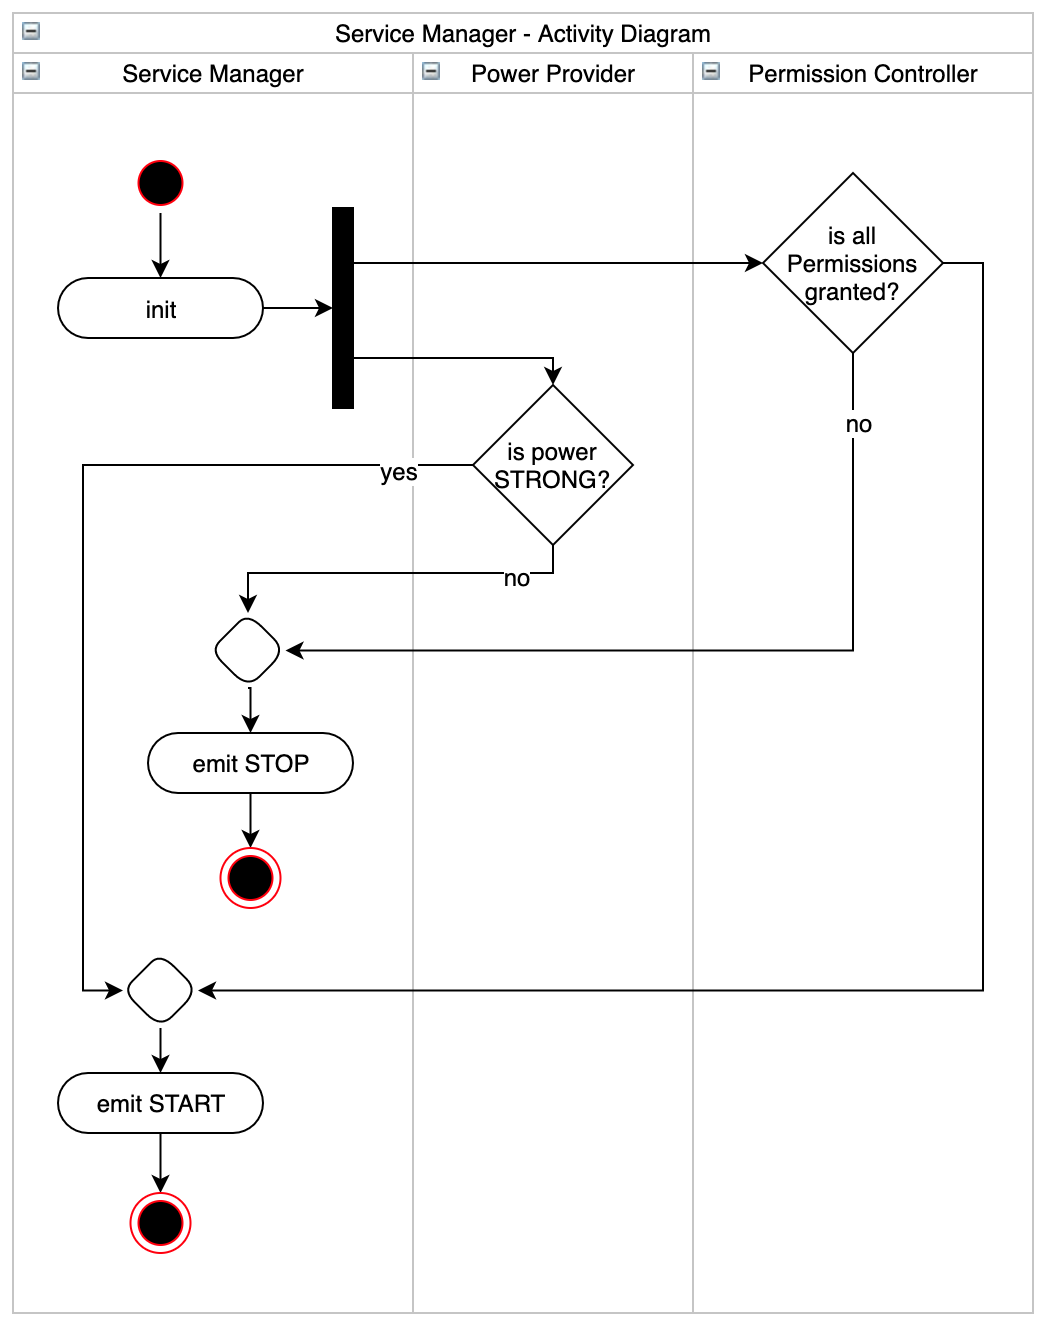 Service Manager - Activity Diagram
Service Manager
Power Provider
Permission Controller
is all
Permissions
granted?
init
no
is power
STRONG?
yes
no
emit STOP
emit START